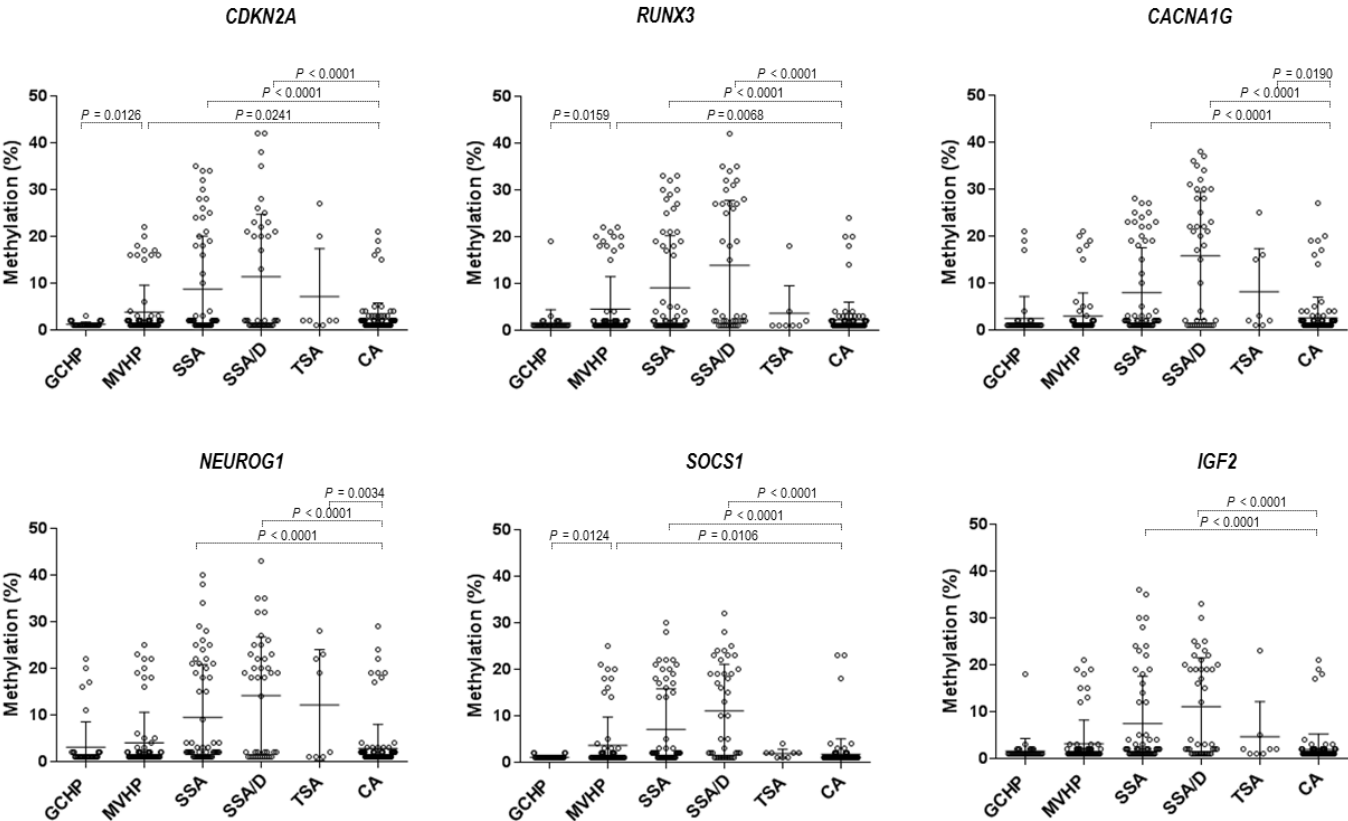 CDKN2A
RUNX3
CACNA1G
P < 0.0001
P < 0.0001
P = 0.0190
P < 0.0001
P < 0.0001
P < 0.0001
P = 0.0126
P = 0.0241
P = 0.0159
P = 0.0068
P < 0.0001
Methylation (%)
50
40
30
20
10
0
GCHP
MVHP
SSA
SSA/D
TSA
CA
Methylation (%)
50
40
30
20
10
0
GCHP
MVHP
SSA
SSA/D
TSA
CA
Methylation (%)
50
40
30
20
10
0
GCHP
MVHP
SSA
SSA/D
TSA
CA
NEUROG1
SOCS1
IGF2
P = 0.0034
P < 0.0001
P < 0.0001
P < 0.0001
P < 0.0001
P < 0.0001
P < 0.0001
P = 0.0124
P = 0.0106
Methylation (%)
50
40
30
20
10
0
GCHP
MVHP
SSA
SSA/D
TSA
CA
Methylation (%)
50
40
30
20
10
0
GCHP
MVHP
SSA
SSA/D
TSA
CA
Methylation (%)
50
40
30
20
10
0
GCHP
MVHP
SSA
SSA/D
TSA
CA